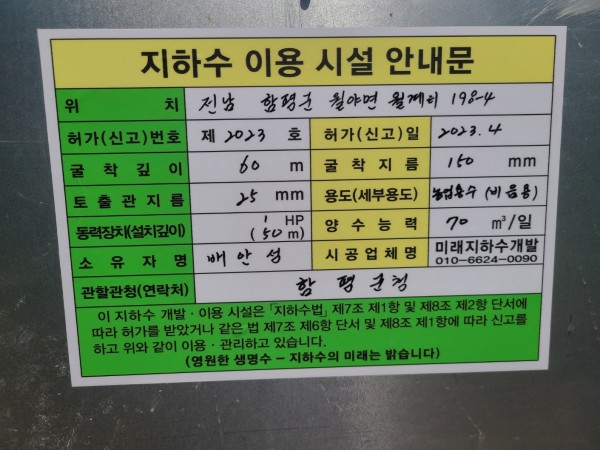 지하수 이용 시설 안내문
위 치 전남 함평군 월야면 월계리 198-4
허가(신고)번호 제 2023 호 허가(신고)일 2023.4
굴착깊이 60 m 굴착지름 150 mm
토출관지름 25 mm 용도(세부용도) 농업용수 (비음용)
동력장치(설치깊이) 1 HP (50 m) 양수능력 70 ㎥/일
소유자명 배안성 시공업체명 미래지하수개발 010-6624-0090
관할관청(연락처) 함평군청
이 지하수 개발·이용 시설은 「지하수법」 제7조 제1항 및 제8조 제2항 단서에
따라 허가를 받았거나 같은 법 제7조 제6항 단서 및 제8조 제1항에 따라 신고를
하고 위와 같이 이용·관리하고 있습니다.
(영원한 생명수 – 지하수의 미래는 밝습니다)